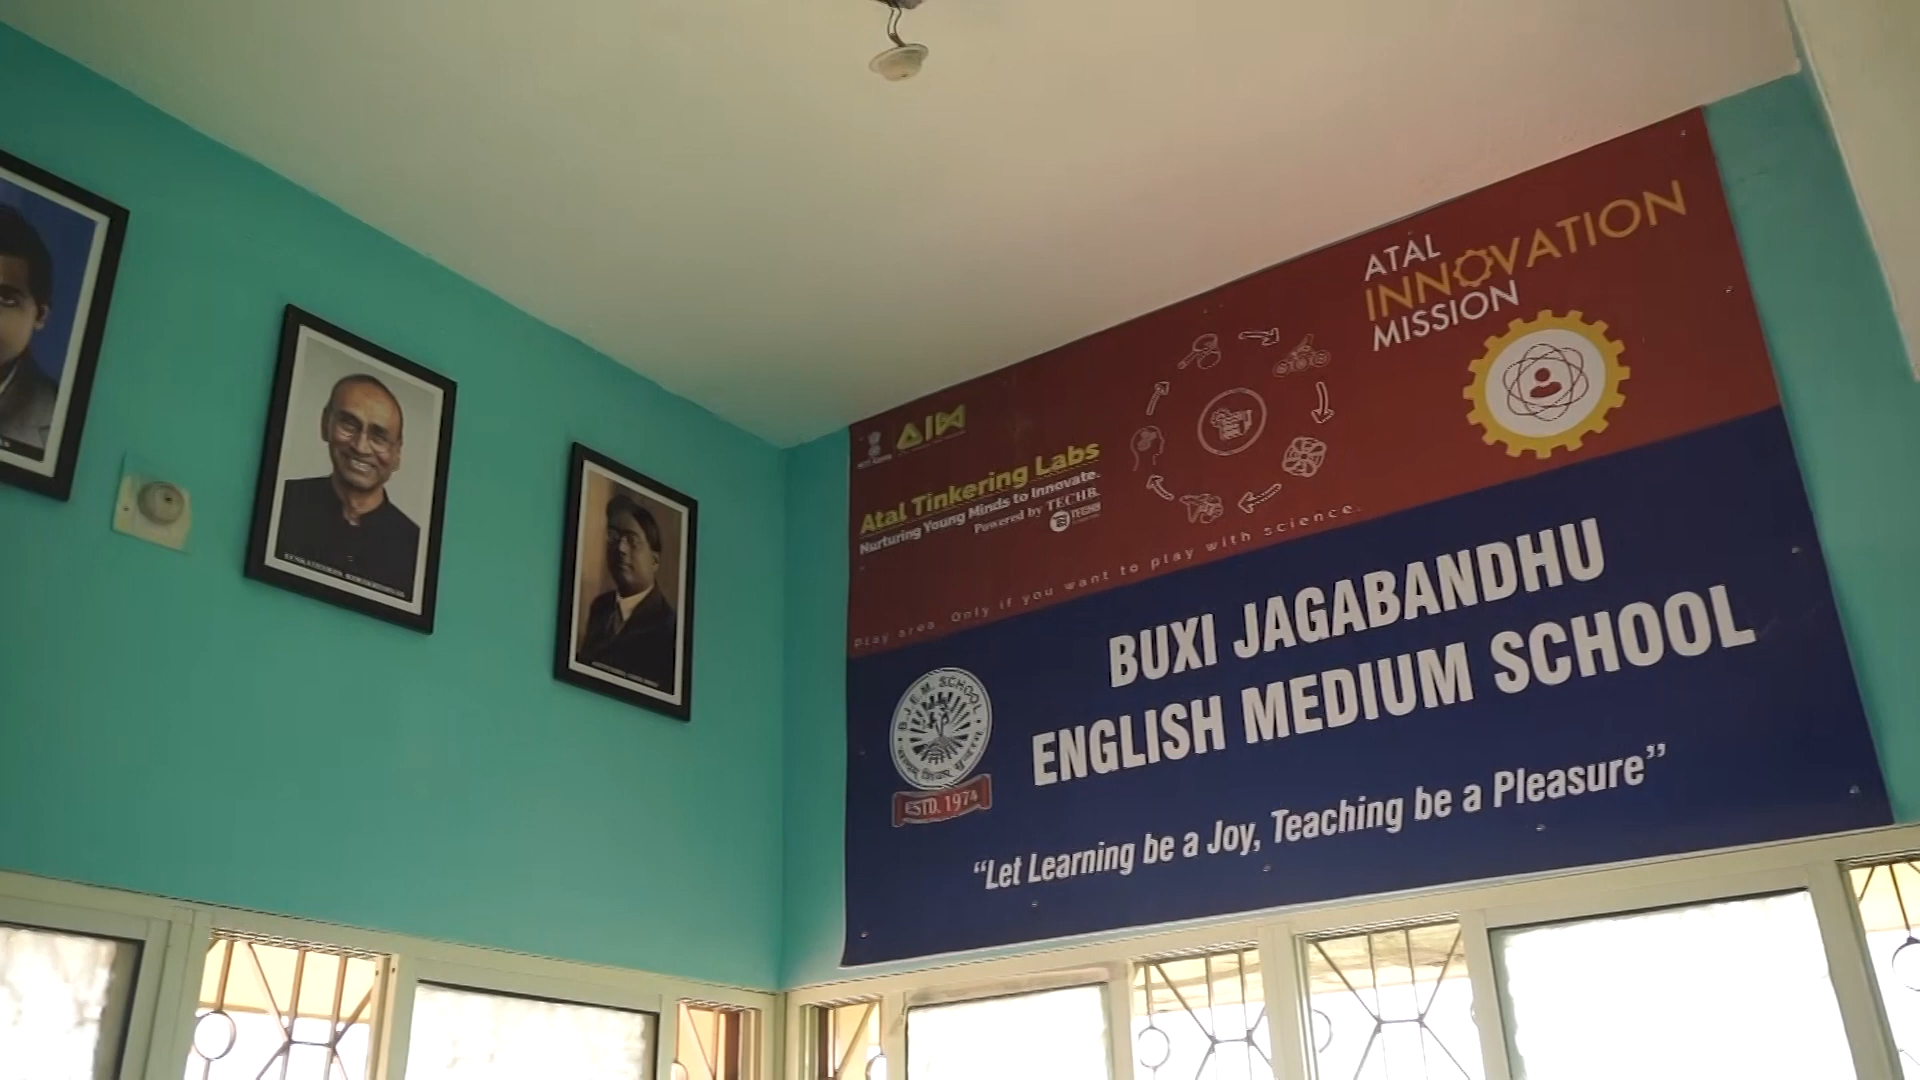 AIM
Atal Tinkering Labs
Nurturing Young Minds to Innovate.
Powered by TECHB.
ATAL
INNOVATION
MISSION
Play area. Only if you want to play with science.
BUXI JAGABANDHU
ENGLISH MEDIUM SCHOOL
B.J.E.M. SCHOOL
ESTD. 1974
“Let Learning be a Joy, Teaching be a Pleasure”